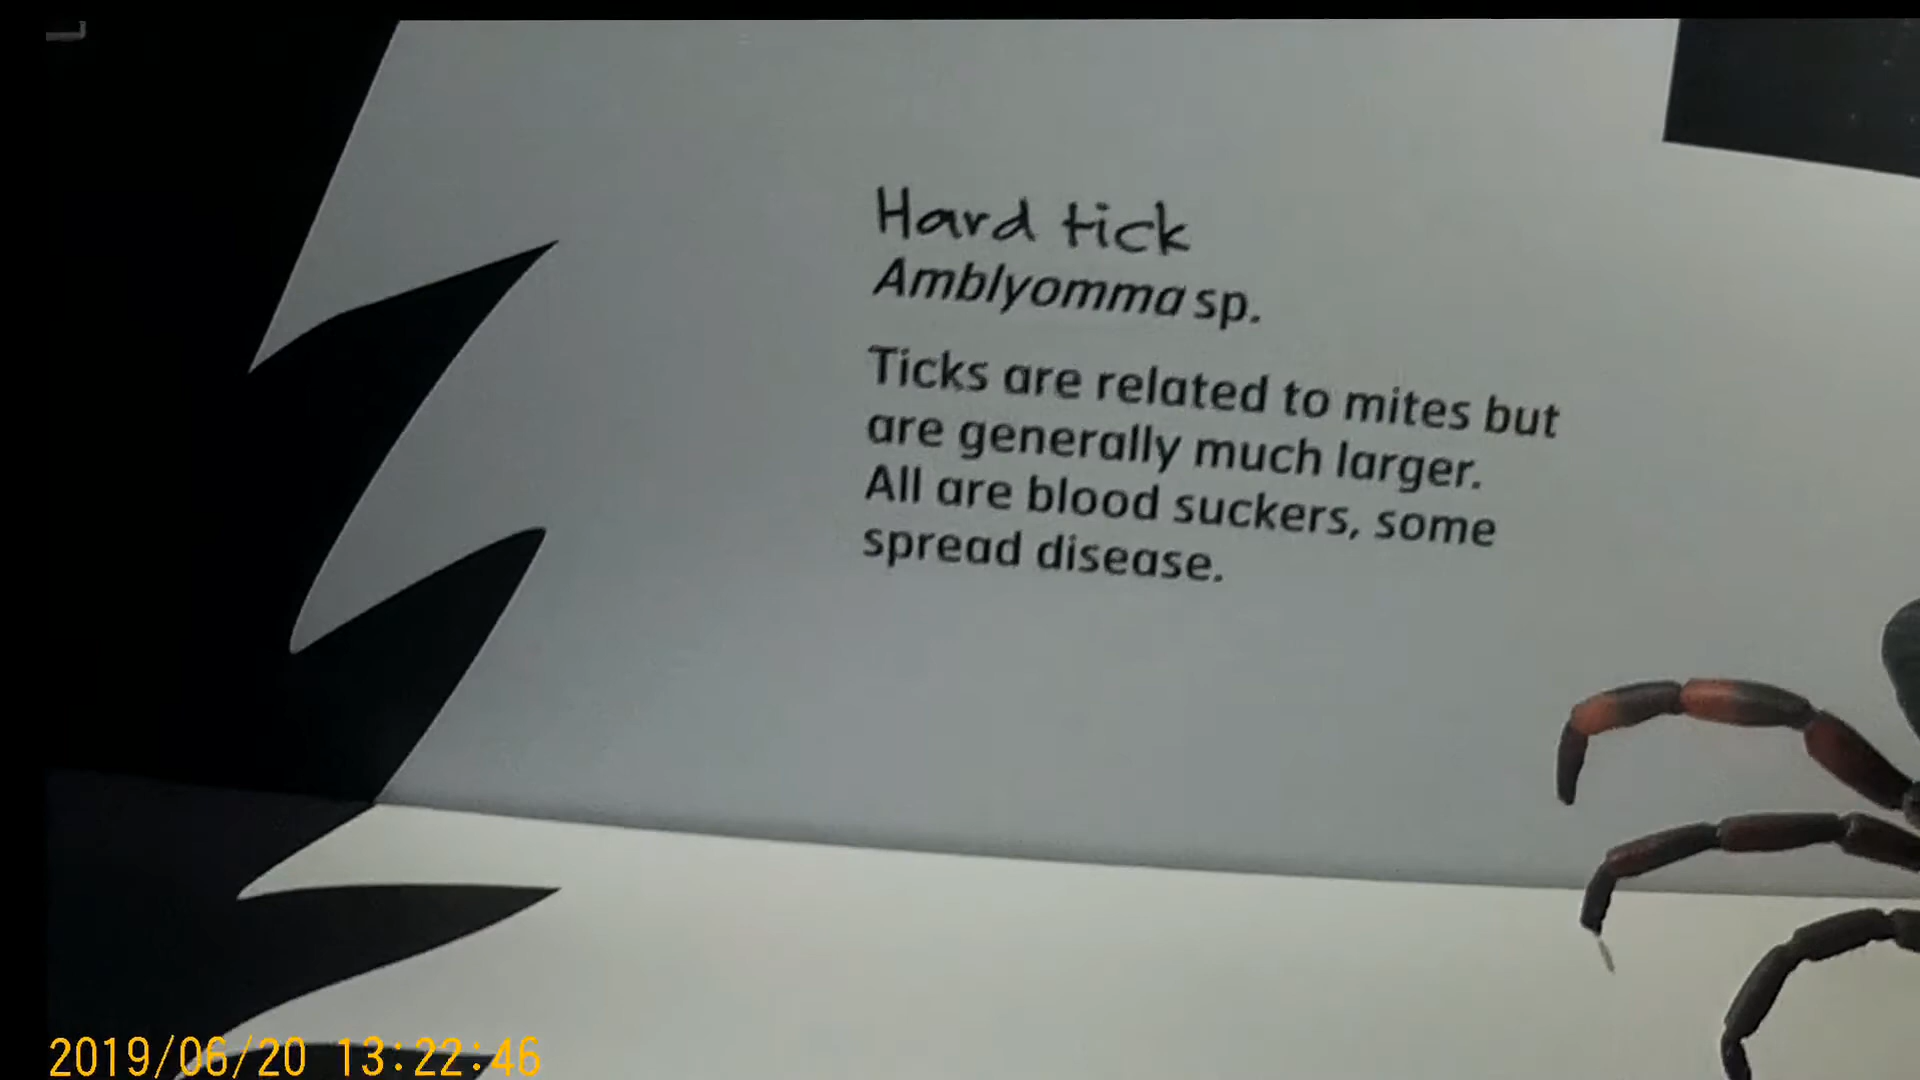 Hard tick
Amblyomma sp.
Ticks are related to mites but
are generally much larger.
All are blood suckers, some
spread disease.
2019/06/20 13:22:46